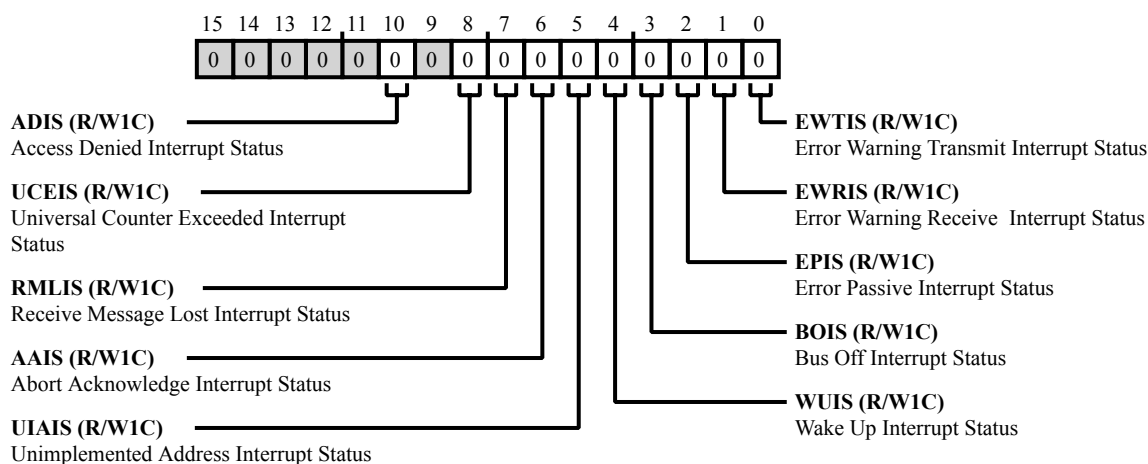 15 14 13 12 11 10 9 8 7 6 5 4 3 2 1 0
0 0 0 0 0 0 0 0 0 0 0 0 0 0 0 0
ADIS (R/W1C)
Access Denied Interrupt Status
UCEIS (R/W1C)
Universal Counter Exceeded Interrupt
Status
RMLIS (R/W1C)
Receive Message Lost Interrupt Status
AAIS (R/W1C)
Abort Acknowledge Interrupt Status
UIAIS (R/W1C)
Unimplemented Address Interrupt Status
EWTIS (R/W1C)
Error Warning Transmit Interrupt Status
EWRIS (R/W1C)
Error Warning Receive  Interrupt Status
EPIS (R/W1C)
Error Passive Interrupt Status
BOIS (R/W1C)
Bus Off Interrupt Status
WUIS (R/W1C)
Wake Up Interrupt Status